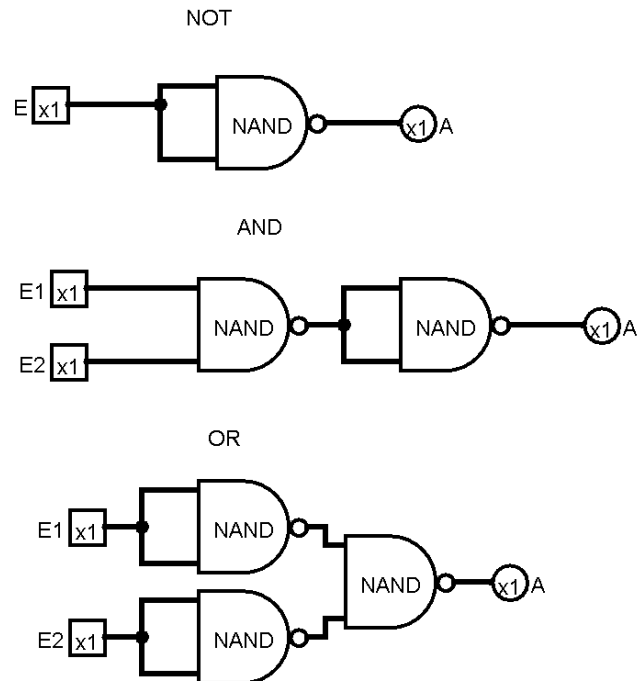 NOT
E x1 NAND x1 A
AND
E1 x1 NAND NAND x1 A
E2 x1
OR
E1 x1 NAND
NAND x1 A
E2 x1 NAND